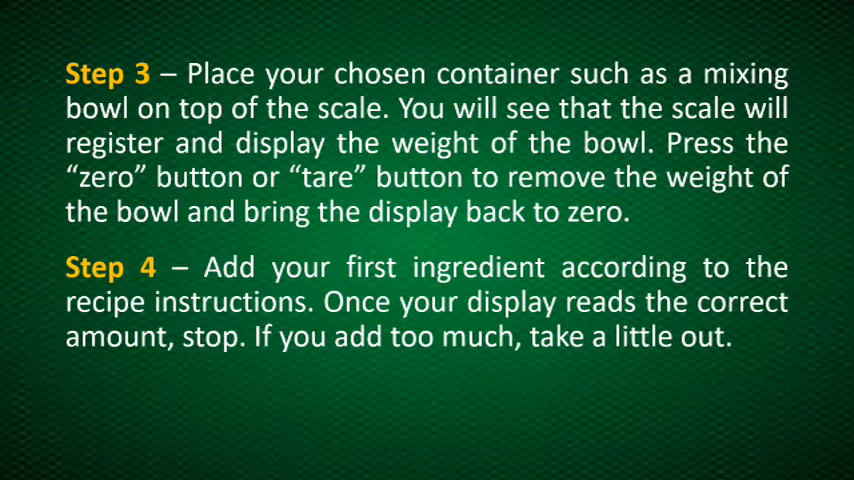 Step 3 – Place your chosen container such as a mixing
bowl on top of the scale. You will see that the scale will
register and display the weight of the bowl. Press the
“zero” button or “tare” button to remove the weight of
the bowl and bring the display back to zero.
Step 4 – Add your first ingredient according to the
recipe instructions. Once your display reads the correct
amount, stop. If you add too much, take a little out.